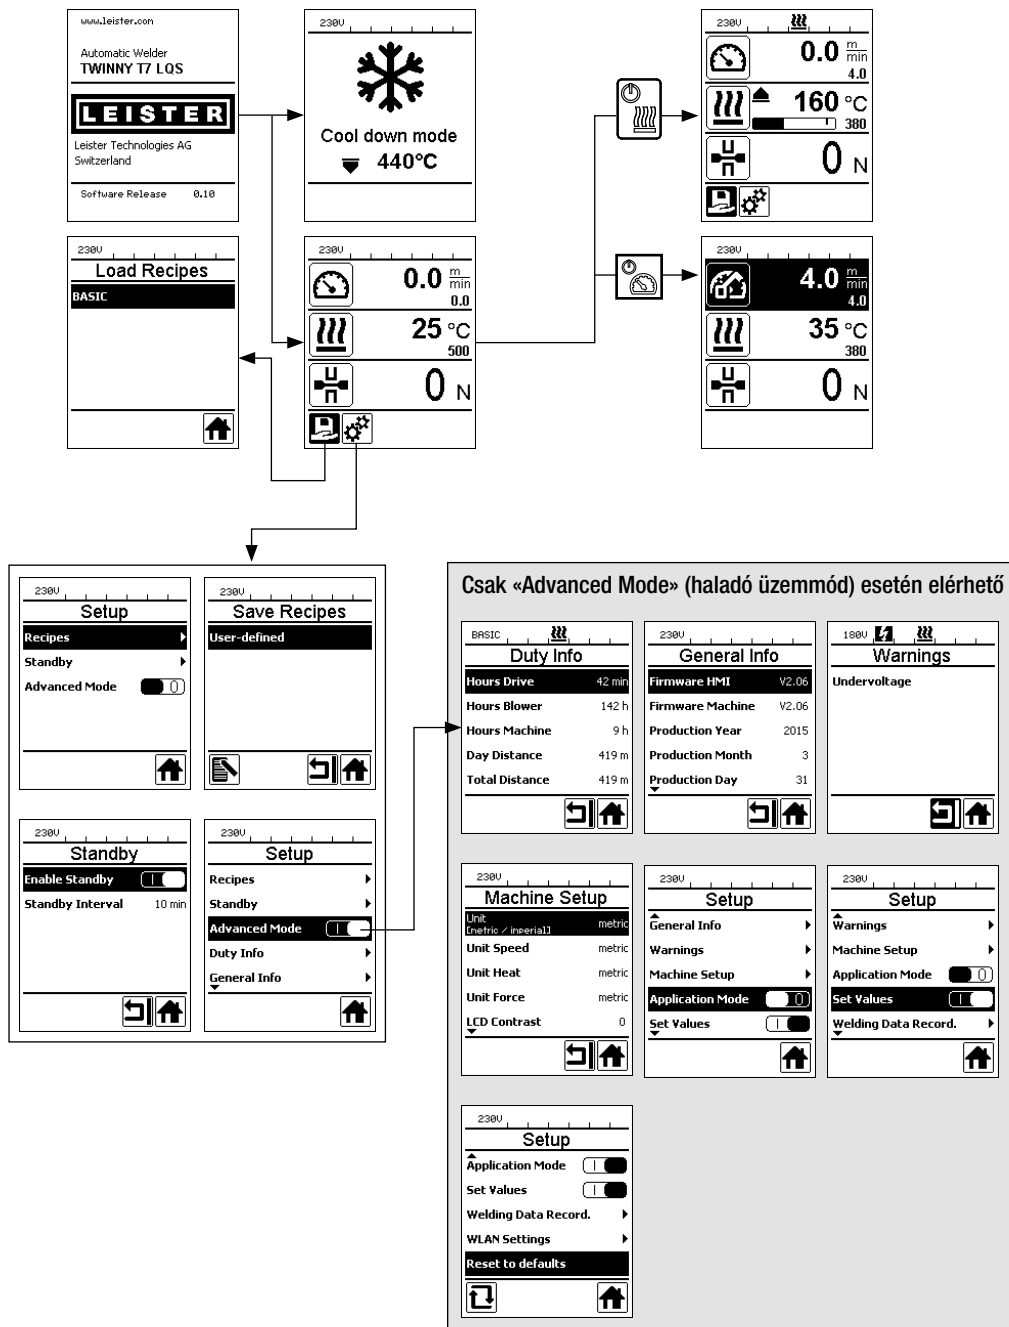 www.leister.com
Automatic Welder
TWINNY T7 LQS
LEISTER
Leister Technologies AG
Switzerland
Software Release 0.10
230V
Cool down mode
440°C
230V
0.0 m/min
4.0
160 °C
380
0 N
230V
Load Recipes
BASIC
230V
0.0 m/min
0.0
25 °C
500
0 N
230V
4.0 m/min
4.0
35 °C
380
0 N
230V
Setup
Recipes
Standby
Advanced Mode 0
230V
Save Recipes
User-defined
230V
Standby
Enable Standby
Standby Interval 10 min
230V
Setup
Recipes
Standby
Advanced Mode
Duty Info
General Info
Csak «Advanced Mode» (haladó üzemmód) esetén elérhető
BASIC
Duty Info
Hours Drive 42 min
Hours Blower 142 h
Hours Machine 9 h
Day Distance 419 m
Total Distance 419 m
230V
General Info
Firmware HMI V2.06
Firmware Machine V2.06
Production Year 2015
Production Month 3
Production Day 31
180V
Warnings
Undervoltage
230V
Machine Setup
Unit metric
[metric / inperial]
Unit Speed metric
Unit Heat metric
Unit Force metric
LCD Contrast 0
230V
Setup
General Info
Warnings
Machine Setup
Application Mode 0
Set Values
230V
Setup
Warnings
Machine Setup
Application Mode 0
Set Values
Welding Data Record.
230V
Setup
Application Mode
Set Values
Welding Data Record.
WLAN Settings
Reset to defaults